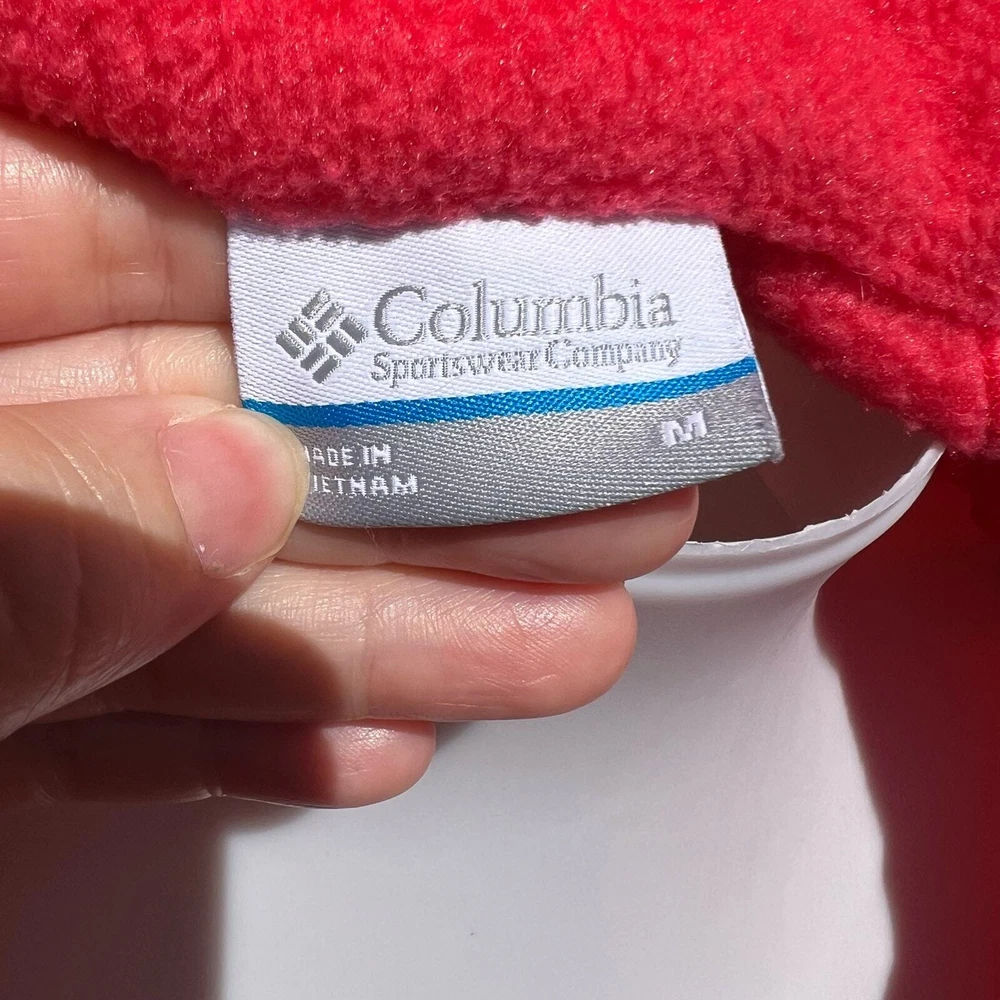 Columbia
Sportswear Company
M
ADE IN
IETNAM